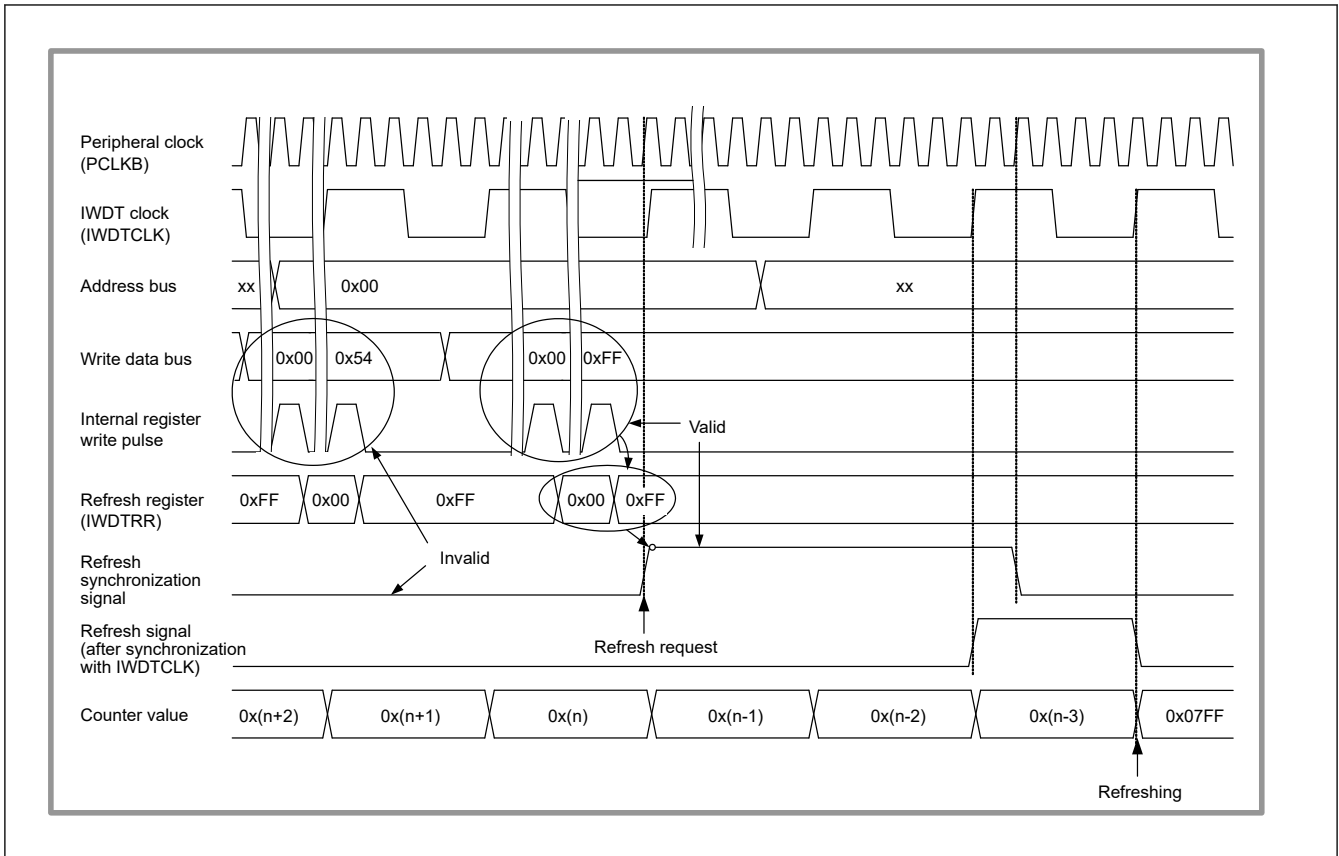 Peripheral clock
(PCLKB)
IWDT clock
(IWDTCLK)
Address bus
xx
0x00
xx
Write data bus
0x00
0x54
0x00
0xFF
Internal register
write pulse
Valid
Refresh register
(IWDTRR)
0xFF
0x00
0xFF
0x00
0xFF
Invalid
Refresh
synchronization
signal
Refresh request
Refresh signal
(after synchronization
with IWDTCLK)
Counter value
0x(n+2)
0x(n+1)
0x(n)
0x(n-1)
0x(n-2)
0x(n-3)
0x07FF
Refreshing